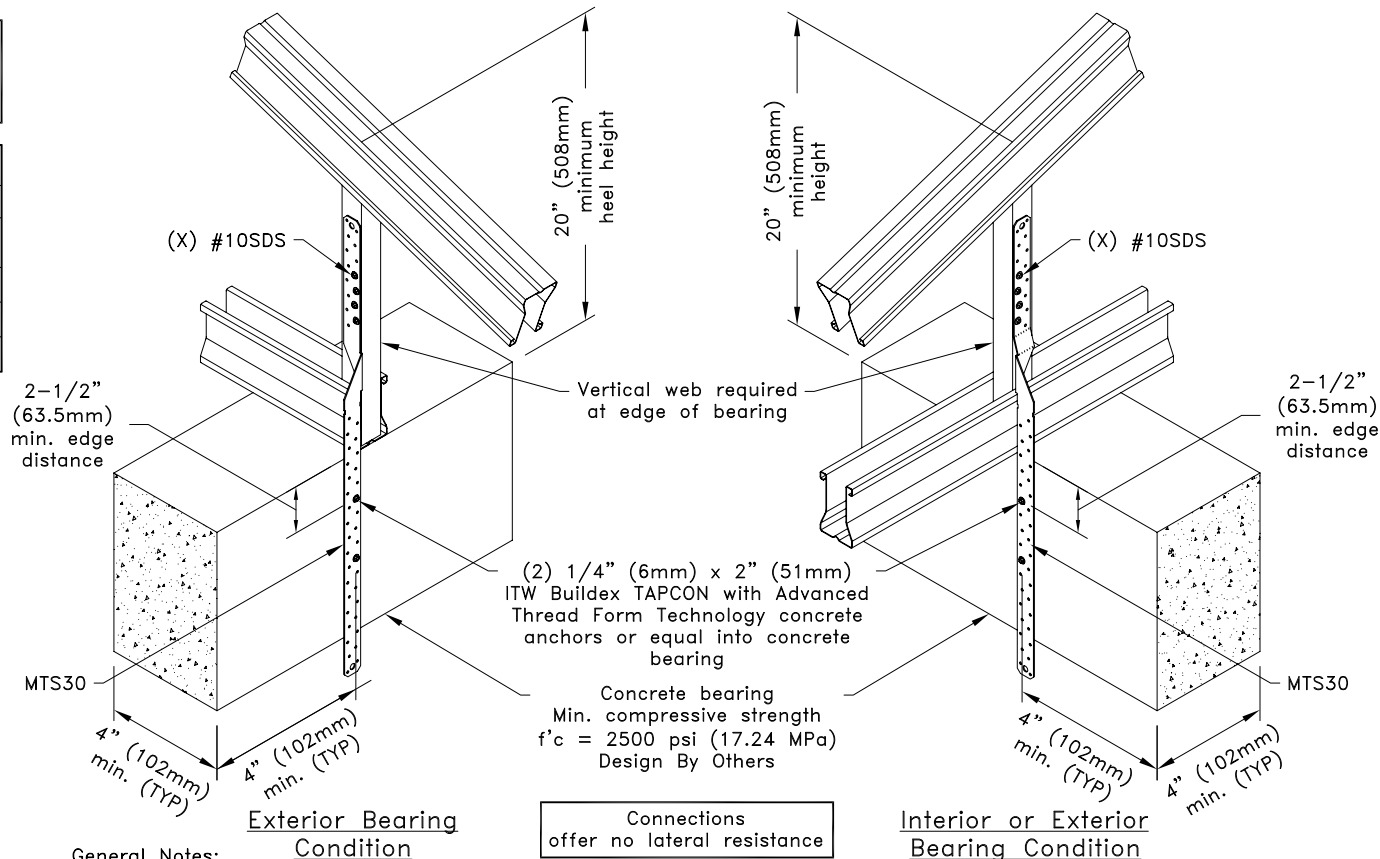 20” (508mm)
minimum
heel height
20” (508mm)
minimum
height
(X) #10SDS
(X) #10SDS
2-1/2”
(63.5mm)
min. edge
distance
Vertical web required
at edge of bearing
2-1/2”
(63.5mm)
min. edge
distance
(2) 1/4” (6mm) x 2” (51mm)
ITW Buildex TAPCON with Advanced
Thread Form Technology concrete
anchors or equal into concrete
bearing
MTS30
MTS30
Concrete bearing
Min. compressive strength
f'c = 2500 psi (17.24 MPa)
Design By Others
4” (102mm)
min. (TYP)
4” (102mm)
min. (TYP)
4” (102mm)
min. (TYP)
4” (102mm)
min. (TYP)
Exterior Bearing
Condition
Connections
offer no lateral resistance
Interior or Exterior
Bearing Condition
General Notes: